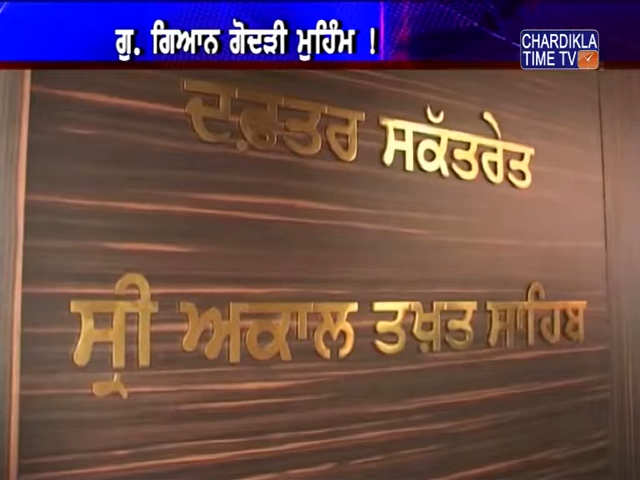 ਗੁ. ਗਿਆਨ ਗੋਦੜੀ ਮੁਹਿੰਮ !
CHARDIKLA
TIME TV
ਦਫ਼ਤਰ ਸਕੱਤਰੇਤ
ਸ੍ਰੀ ਅਕਾਲ ਤਖ਼ਤ ਸਾਹਿਬ